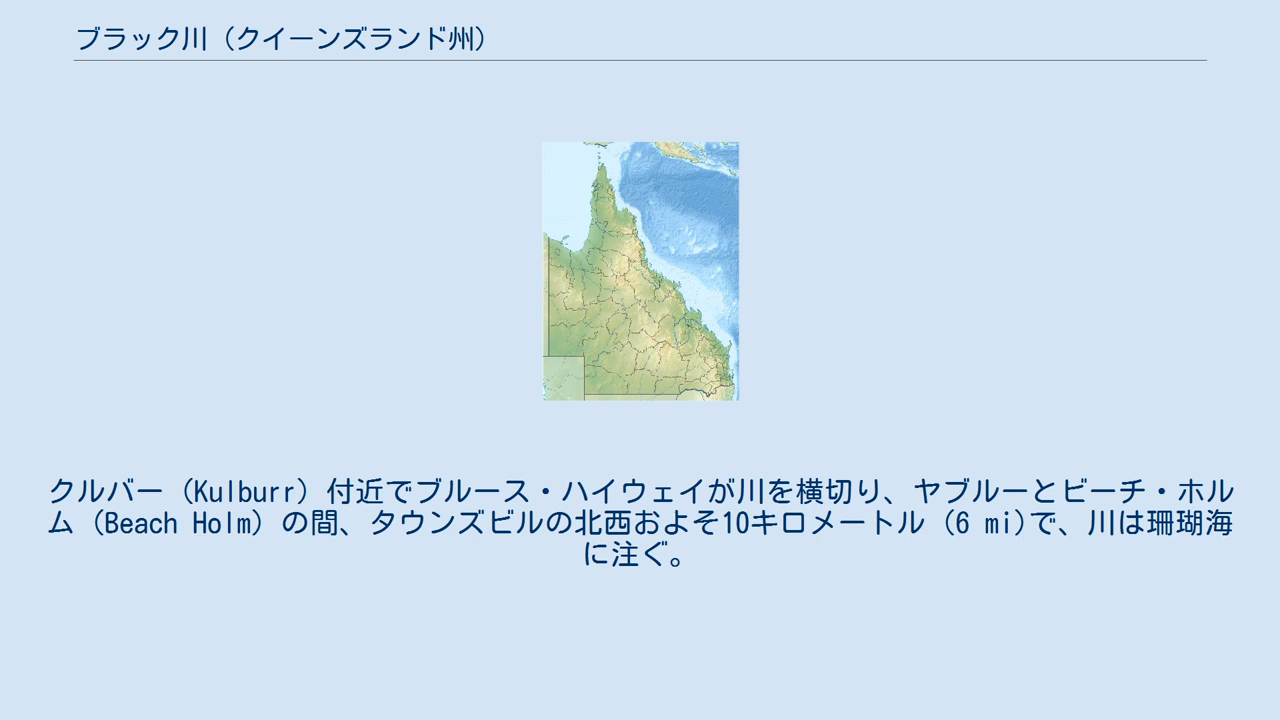 ブラック川（クイーンズランド州）
クルバー（Kulburr）付近でブルース・ハイウェイが川を横切り、ヤブルーとビーチ・ホル
ム（Beach Holm）の間、タウンズビルの北西およそ10キロメートル (6 mi)で、川は珊瑚海
に注ぐ。